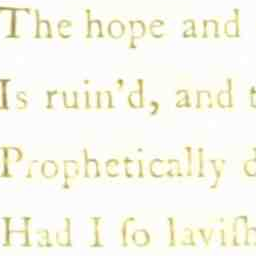 The hope and
Is ruin'd, and t
Prophetically d
Had I ſo laviſh